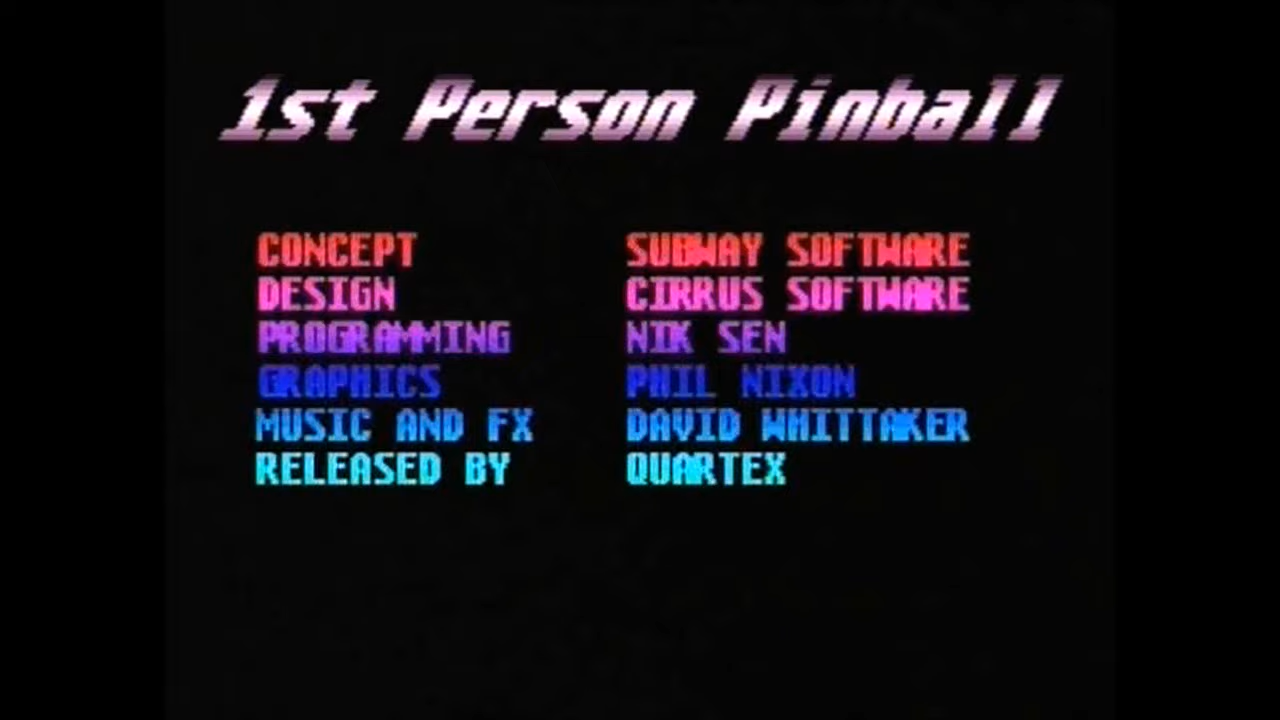 1st Person Pinball
CONCEPT SUBWAY SOFTWARE
DESIGN CIRRUS SOFTWARE
PROGRAMMING NIK SEN
GRAPHICS PHIL NIXON
MUSIC AND FX DAVID WHITTAKER
RELEASED BY QUARTEX